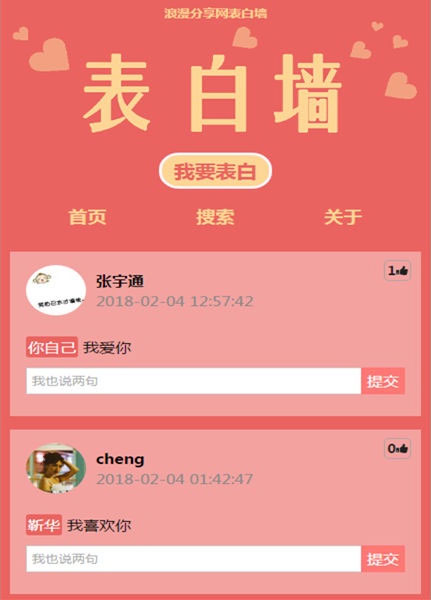 浪漫分享网表白墙
表白墙
我要表白
首页 搜索 关于
张宇通
1
2018-02-04 12:57:42
你自己 我爱你
我也说两句 提交
cheng
0
2018-02-04 01:42:47
靳华 我喜欢你
我也说两句 提交